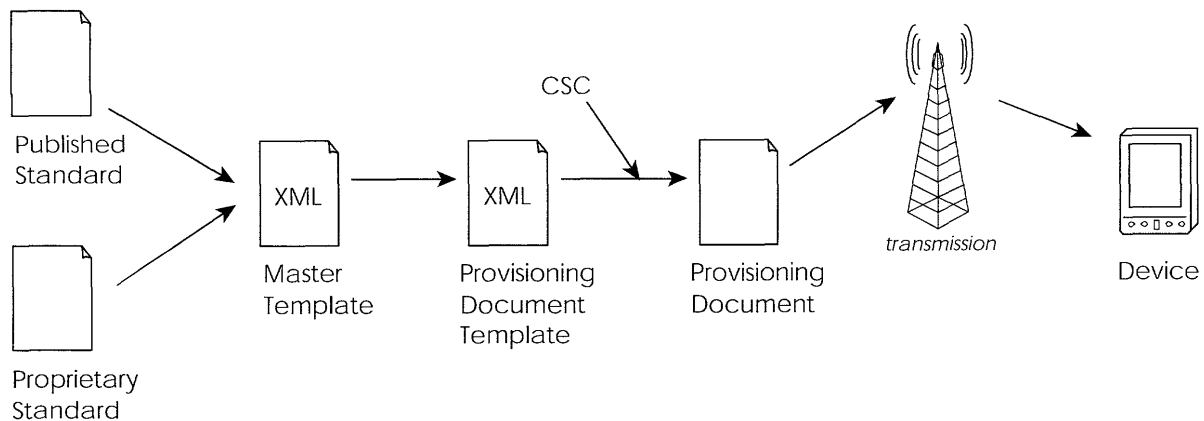 Published
Standard
Proprietary
Standard
XML
Master
Template
XML
Provisioning
Document
Template
CSC
Provisioning
Document
transmission
Device